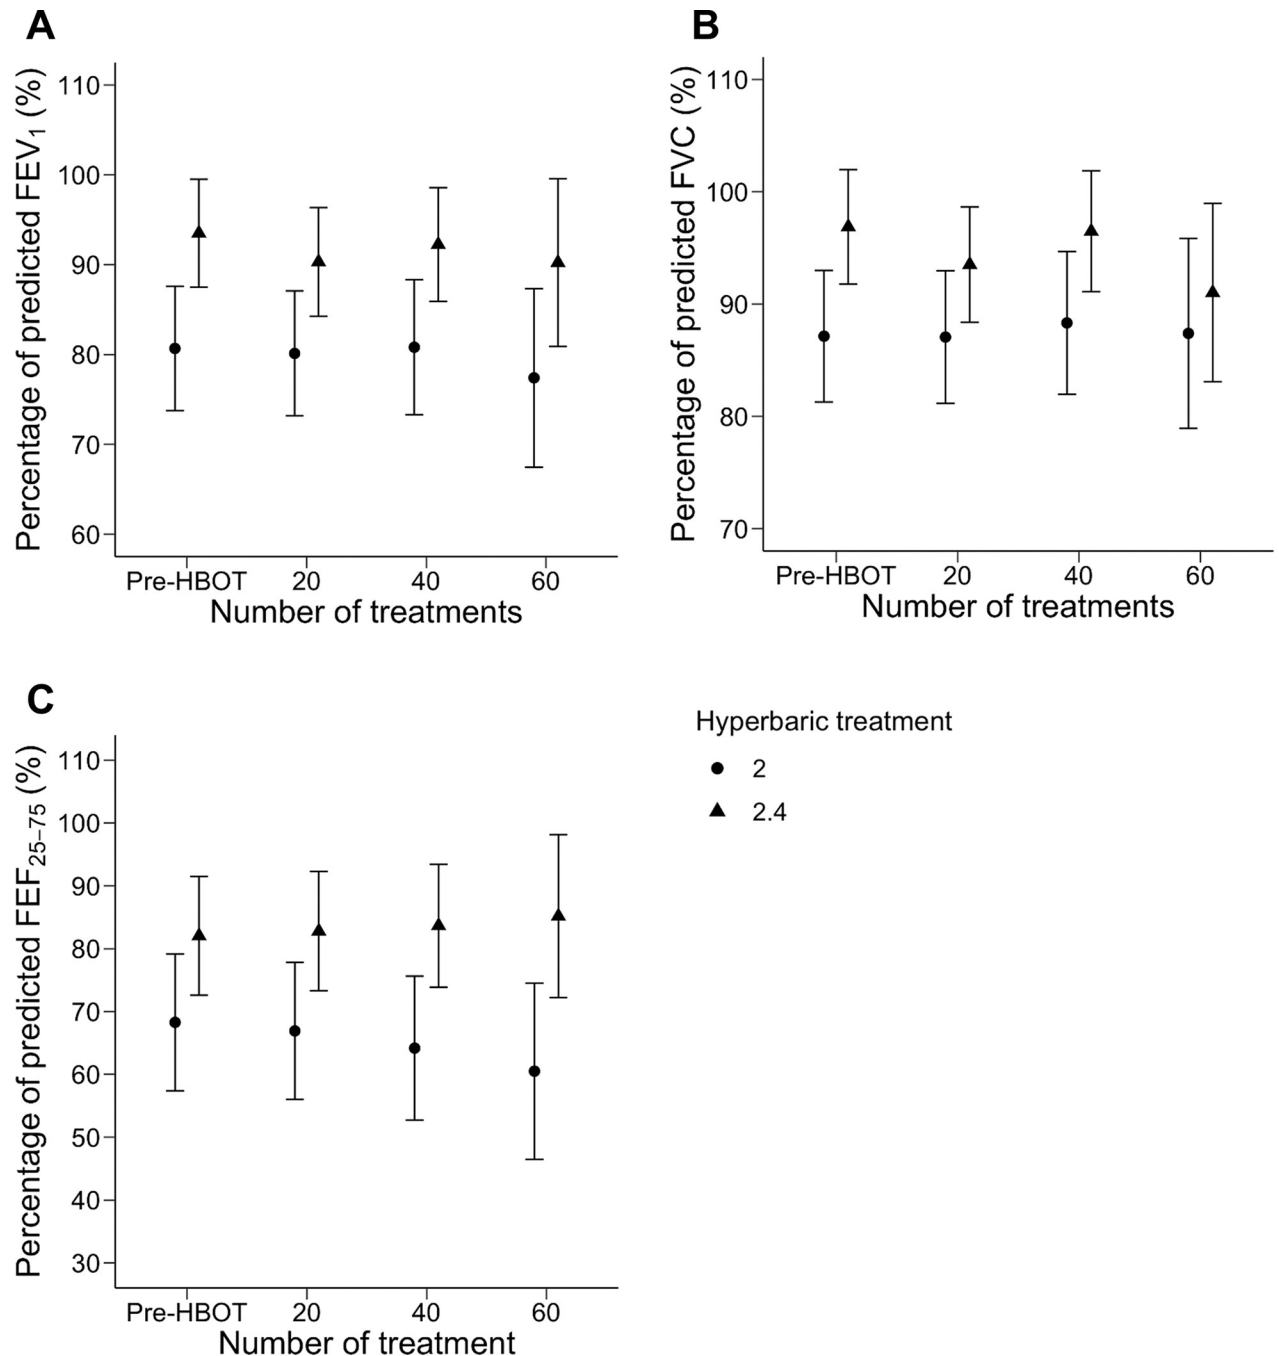 A
Percentage of predicted FEV1 (%)
110
100
90
80
70
60
Pre-HBOT 20 40 60
Number of treatments
B
Percentage of predicted FVC (%)
110
100
90
80
70
Pre-HBOT 20 40 60
Number of treatments
C
Percentage of predicted FEF25–75 (%)
110
100
90
80
70
60
50
40
30
Pre-HBOT 20 40 60
Number of treatment
Hyperbaric treatment
2
2.4